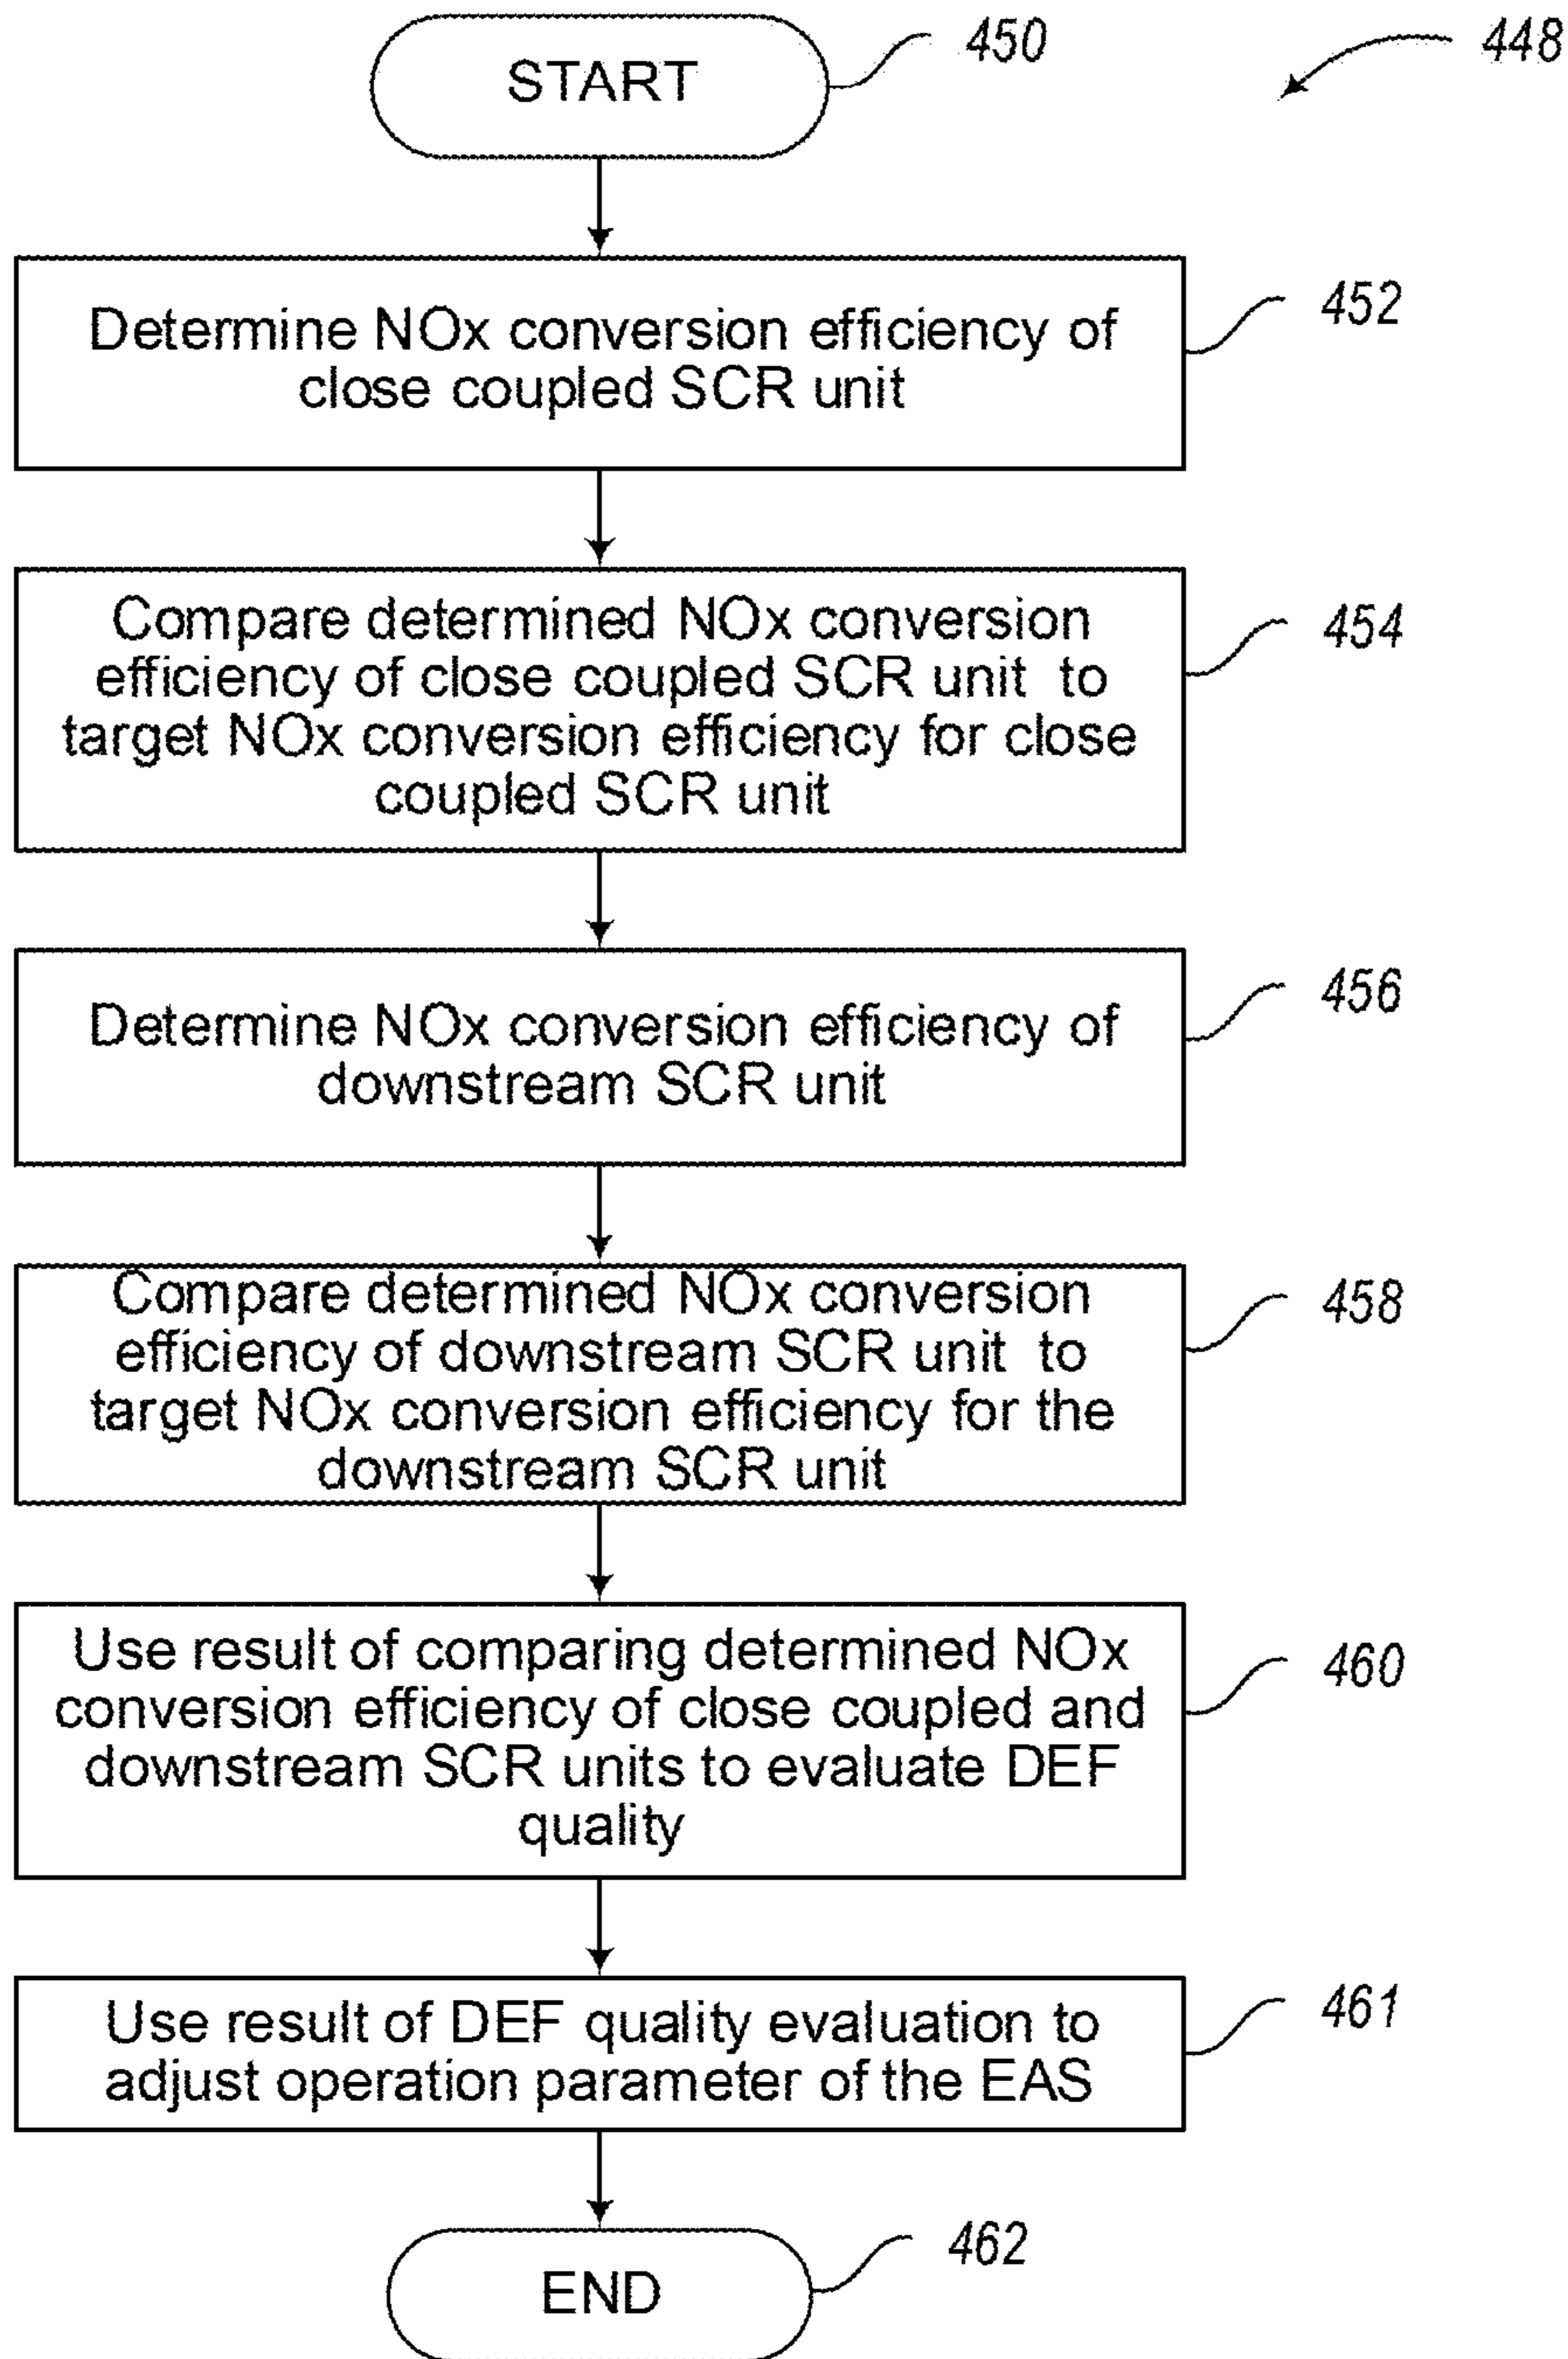 START
450
448
Determine NOx conversion efficiency of
close coupled SCR unit
452
Compare determined NOx conversion
efficiency of close coupled SCR unit to
target NOx conversion efficiency for close
coupled SCR unit
454
Determine NOx conversion efficiency of
downstream SCR unit
456
Compare determined NOx conversion
efficiency of downstream SCR unit to
target NOx conversion efficiency for the
downstream SCR unit
458
Use result of comparing determined NOx
conversion efficiency of close coupled and
downstream SCR units to evaluate DEF
quality
460
Use result of DEF quality evaluation to
adjust operation parameter of the EAS
461
END
462